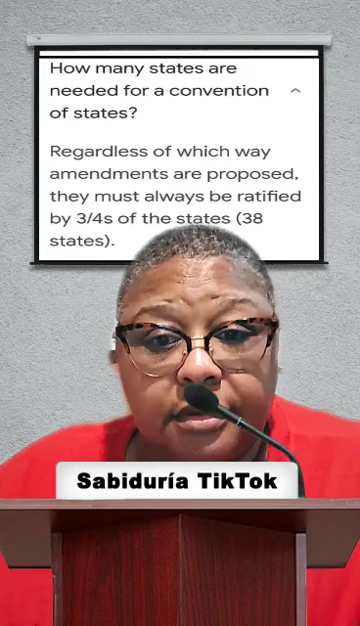 How many states are
needed for a convention
of states?
Regardless of which way
amendments are proposed,
they must always be ratified
by 3/4s of the states (38
states).
Sabiduría TikTok